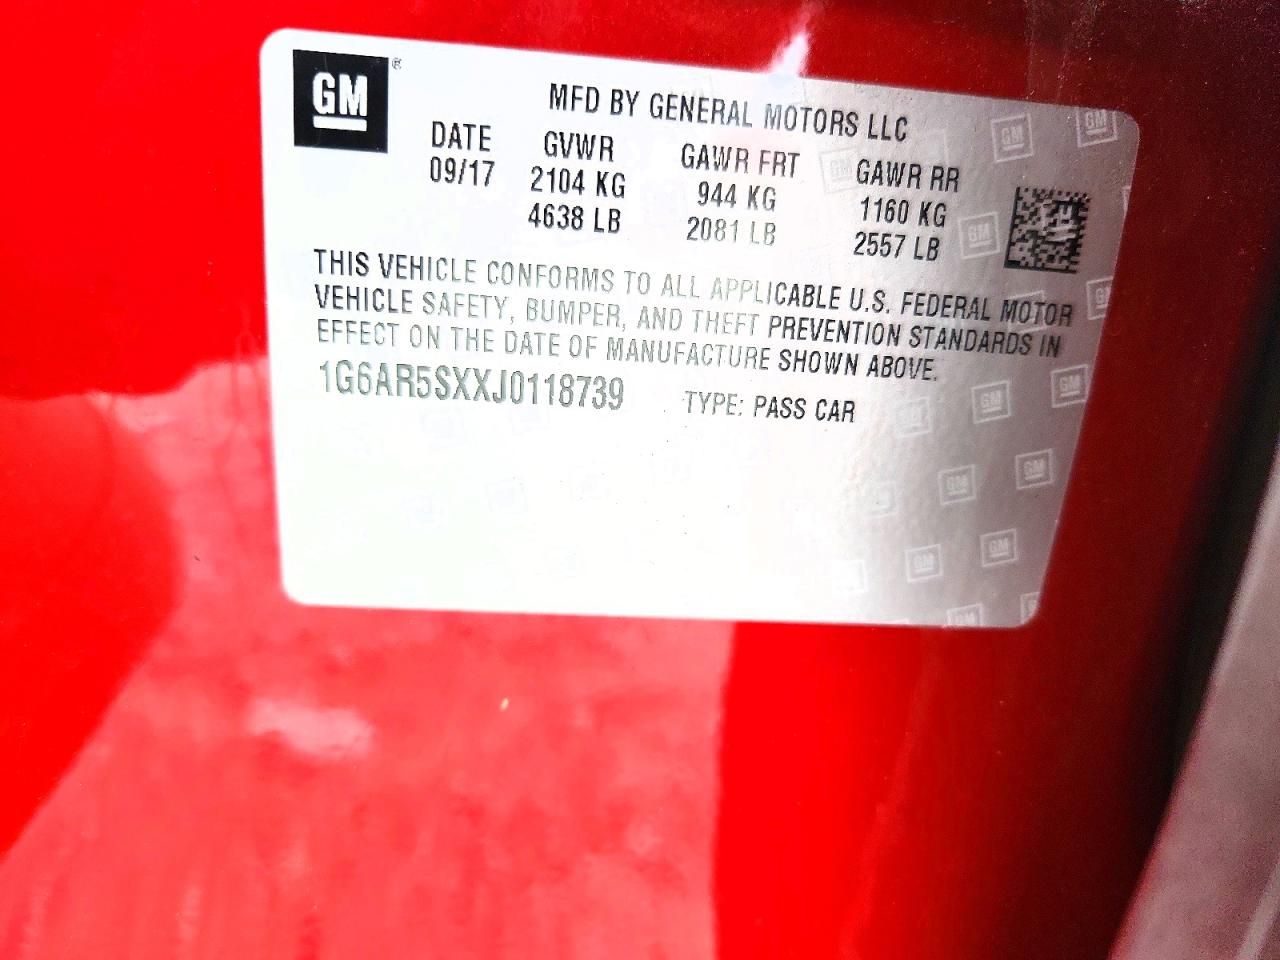 GM ®
MFD BY GENERAL MOTORS LLC
DATE GVWR GAWR FRT GAWR RR
09/17 2104 KG 944 KG 1160 KG
4638 LB 2081 LB 2557 LB
THIS VEHICLE CONFORMS TO ALL APPLICABLE U.S. FEDERAL MOTOR
VEHICLE SAFETY, BUMPER, AND THEFT PREVENTION STANDARDS IN
EFFECT ON THE DATE OF MANUFACTURE SHOWN ABOVE.
1G6AR5SXXJ0118739 TYPE: PASS CAR